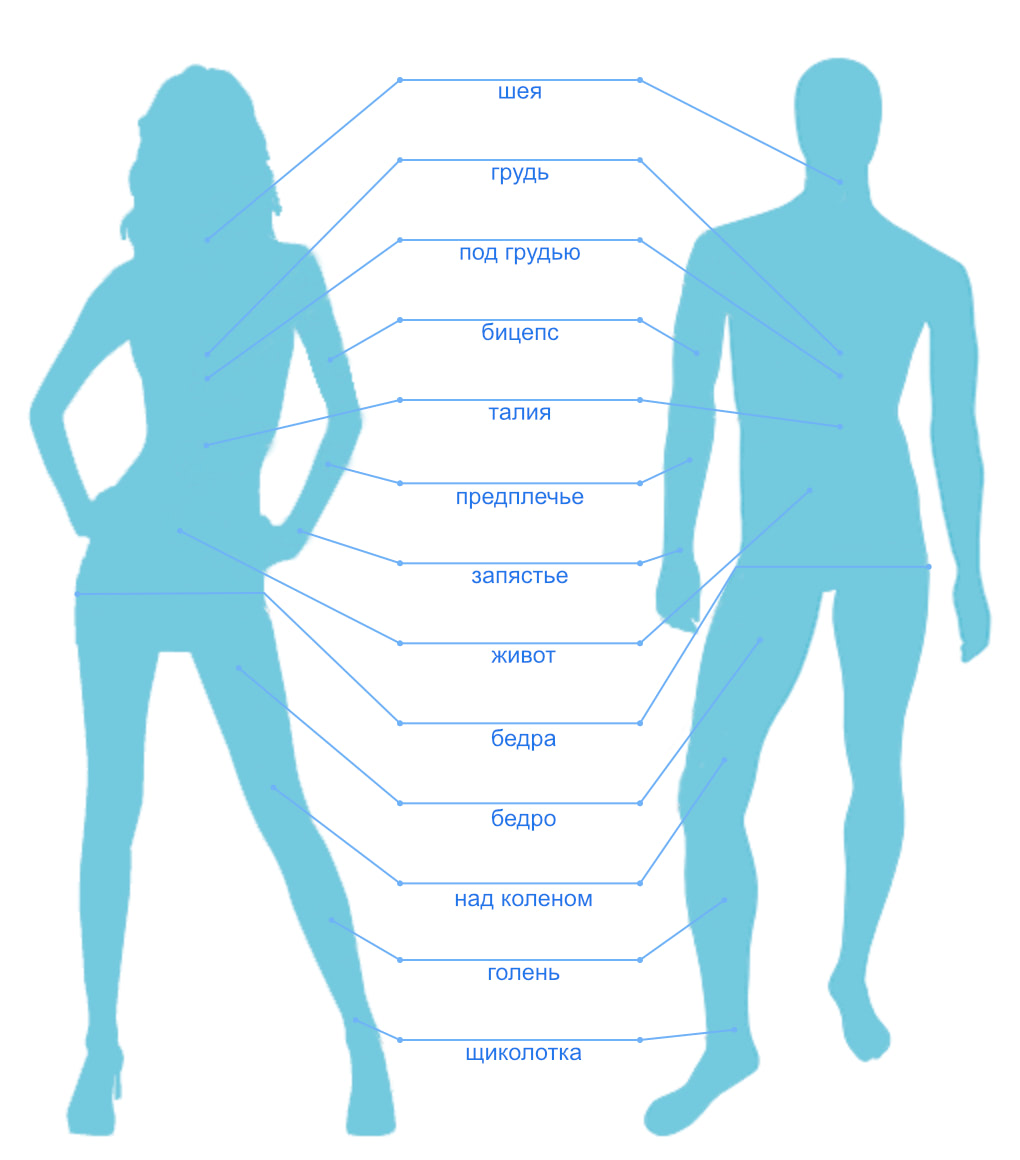 шея
грудь
под грудью
бицепс
талия
предплечье
запястье
живот
бедра
бедро
над коленом
голень
щиколотка